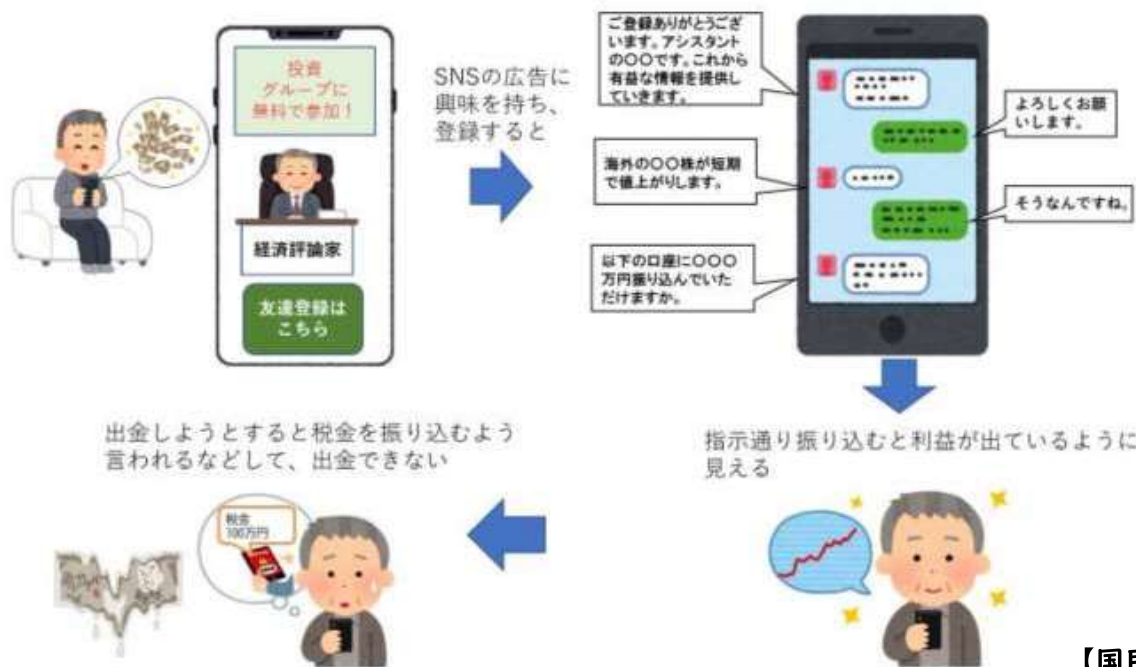 投資
グループに
無料で参加！
経済評論家
友達登録は
こちら
SNSの広告に
興味を持ち、
登録すると
ご登録ありがとうござ
います。アシスタント
の〇〇です。これから
有益な情報を提供し
ていきます。
よろしくお願
いします。
海外の〇〇株が短期
で値上がりします。
そうなんですね。
以下の口座に〇〇〇
万円振り込んでいた
だけますか。
指示通り振り込むと利益が出ているように
見える
出金しようとすると税金を振り込むよう
言われるなどして、出金できない
税金
100万円
【国民